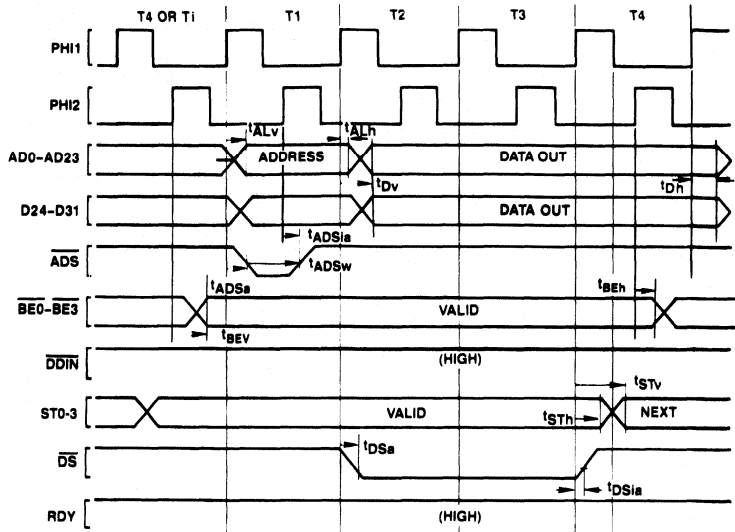 T4 OR Ti T1 T2 T3 T4
PHI1
PHI2
tALv tALh
AD0–AD23 ADDRESS DATA OUT
tDv tDh
D24–D31 DATA OUT
tADSia
ADS
tADSw
tADSa tBEh
BE0–BE3 VALID
tBEV
DDIN (HIGH)
tSTv
ST0-3 VALID tSTh NEXT
DS tDSa
tDSia
RDY (HIGH)